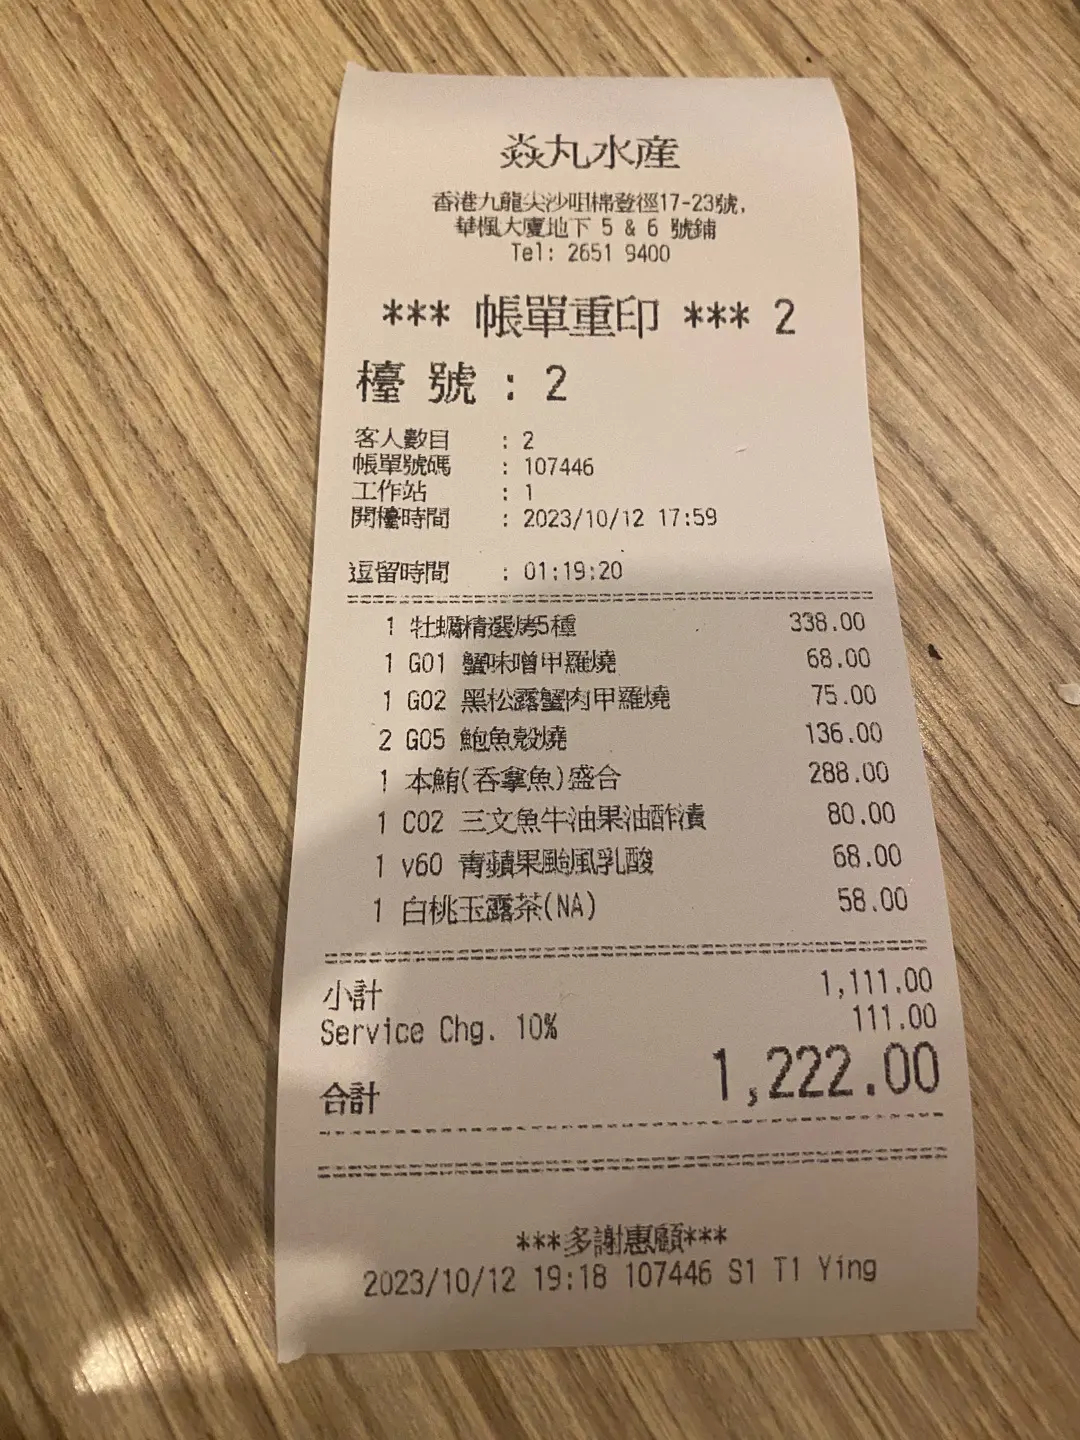 焱丸水産
香港九龍尖沙咀棉登徑17-23號,
華楓大廈地下 5 & 6 號鋪
Tel: 2651 9400
*** 帳單重印 *** 2
檯 號 : 2
客人數目 : 2
帳單號碼 : 107446
工作站 : 1
開檯時間 : 2023/10/12 17:59
逗留時間 : 01:19:20
1 牡蠣精選烤5種 338.00
1 G01 蟹味噌甲羅燒 68.00
1 G02 黑松露蟹肉甲羅燒 75.00
2 G05 鮑魚殼燒 136.00
1 本鮪(吞拿魚)盛合 288.00
1 C02 三文魚牛油果油酢漬 80.00
1 v60 青蘋果颱風乳酸 68.00
1 白桃玉露茶(NA) 58.00
小計 1,111.00
Service Chg. 10% 111.00
合計 1,222.00
***多謝惠顧***
2023/10/12 19:18 107446 S1 T1 Ying